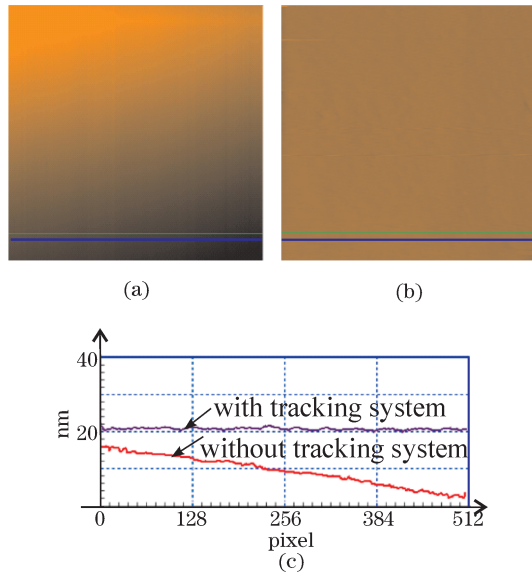 (a)
(b)
40
with tracking system
nm
20
without tracking system
0
128
256
384
512
pixel
(c)